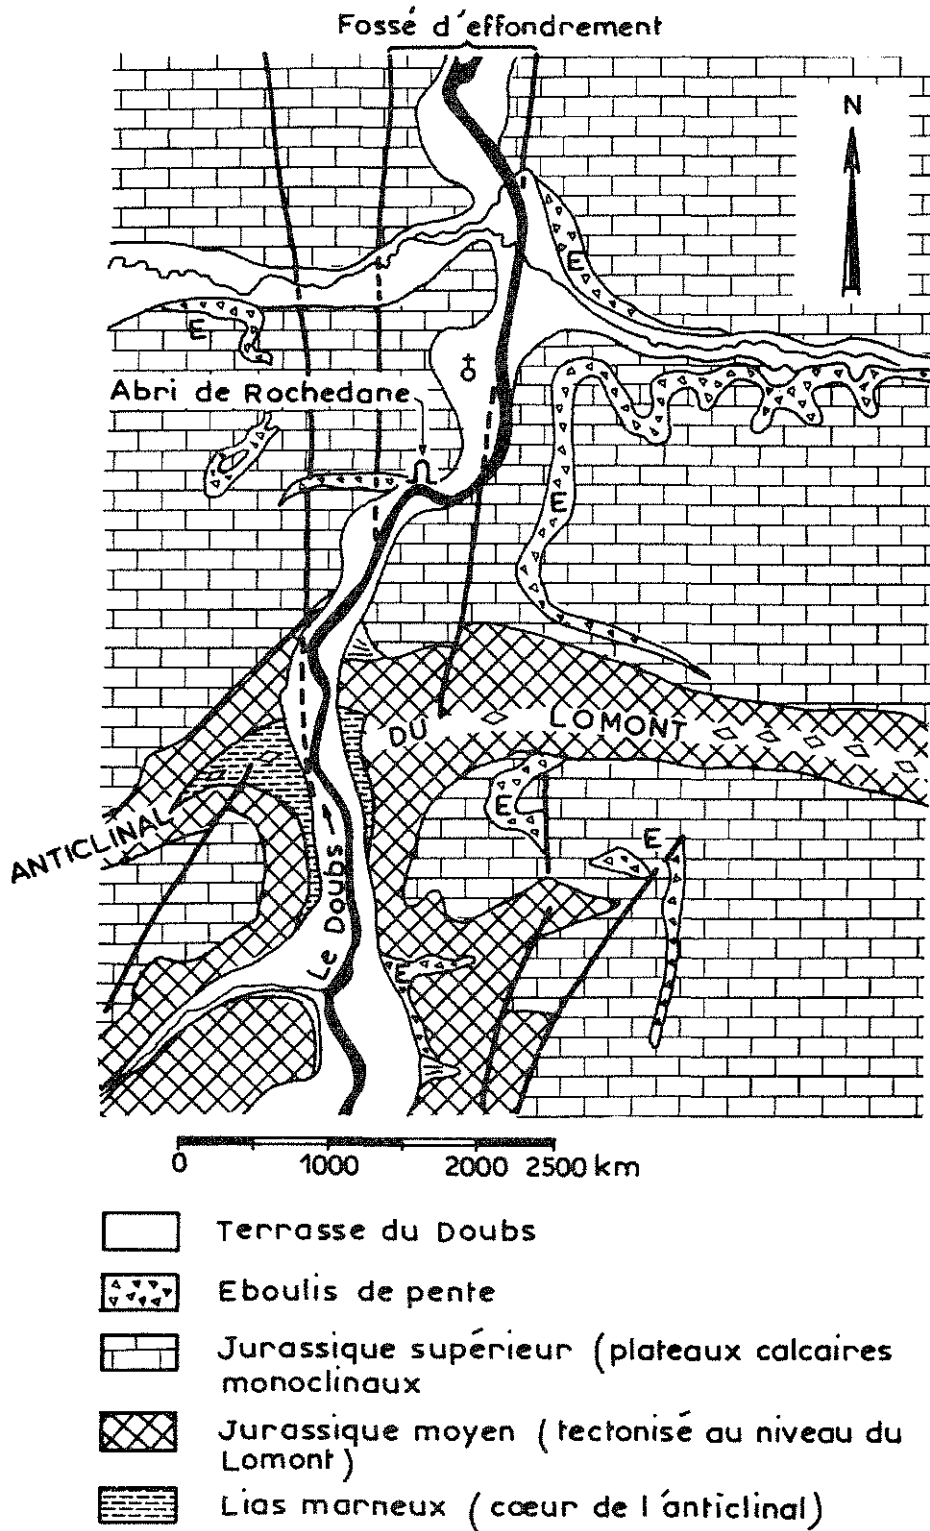 Fossé d'effondrement
N
E
E
Abri de Rochedane
E
DU LOMONT
ANTICLINAL
E
E
Le Doubs
E
0 1000 2000 2500 km
Terrasse du Doubs
Eboulis de pente
Jurassique supérieur (plateaux calcaires
monoclinaux
Jurassique moyen (tectonisé au niveau du
Lomont)
Lias marneux (cœur de l'anticlinal)